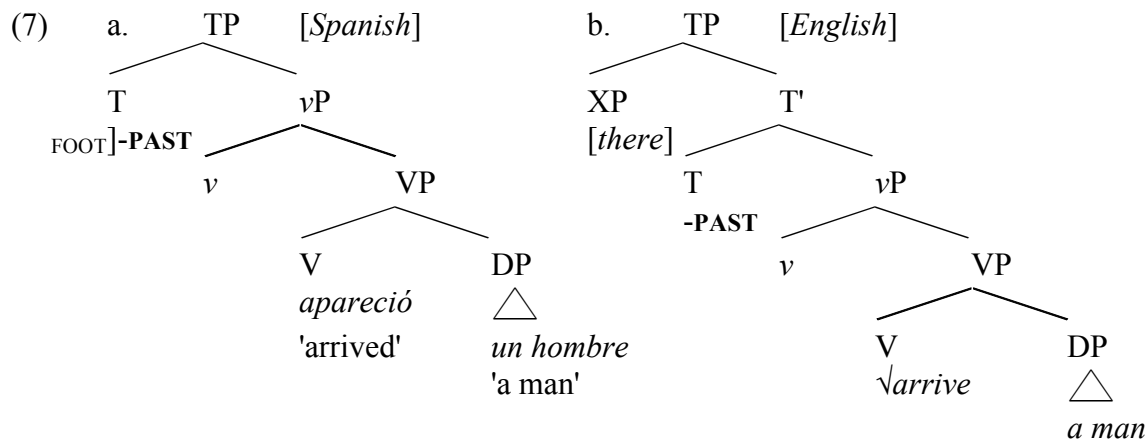 (7) a. TP [Spanish] b. TP [English]
T vP XP T'
FOOT]-PAST [there]
v VP T vP
-PAST
V DP v VP
apareció
'arrived' un hombre V DP
'a man' √arrive
a man